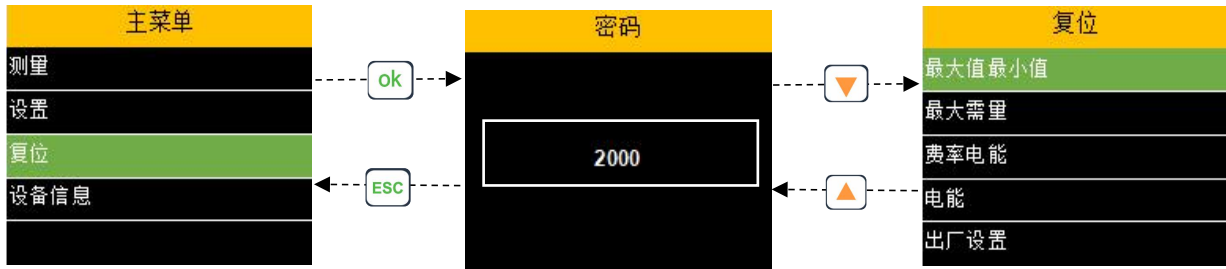 主菜单
测量
设置
复位
设备信息
ok
ESC
密码
2000
复位
最大值最小值
最大需量
费率电能
电能
出厂设置